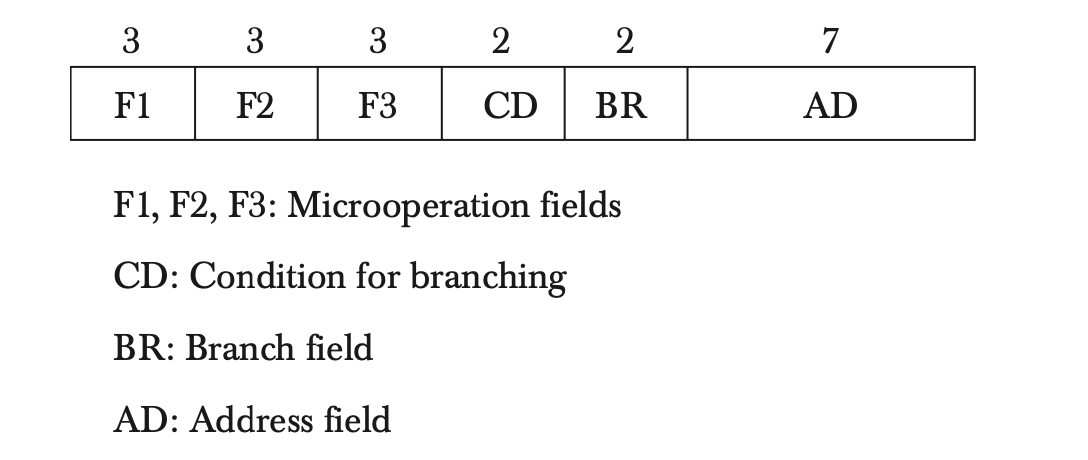 3 3 3 2 2 7
F1 F2 F3 CD BR AD
F1, F2, F3: Microoperation fields
CD: Condition for branching
BR: Branch field
AD: Address field